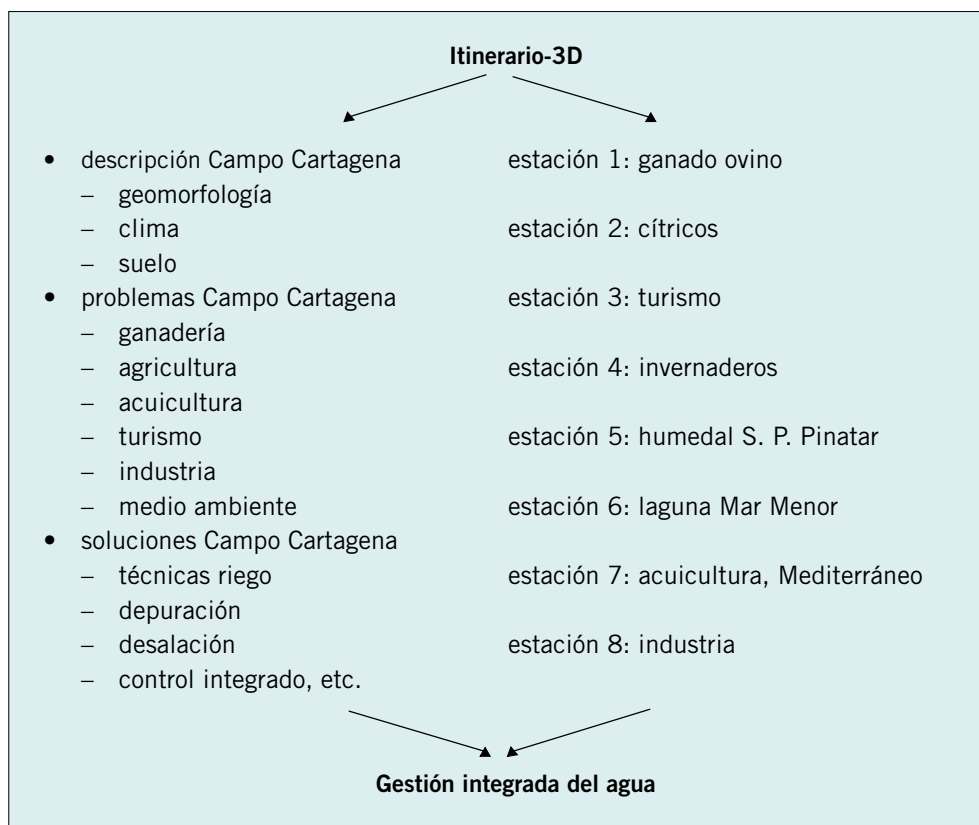 Itinerario-3D
• descripción Campo Cartagena
– geomorfología
– clima
– suelo
• problemas Campo Cartagena
– ganadería
– agricultura
– acuicultura
– turismo
– industria
– medio ambiente
• soluciones Campo Cartagena
– técnicas riego
– depuración
– desalación
– control integrado, etc.
estación 1: ganado ovino
estación 2: cítricos
estación 3: turismo
estación 4: invernaderos
estación 5: humedal S. P. Pinatar
estación 6: laguna Mar Menor
estación 7: acuicultura, Mediterráneo
estación 8: industria
Gestión integrada del agua